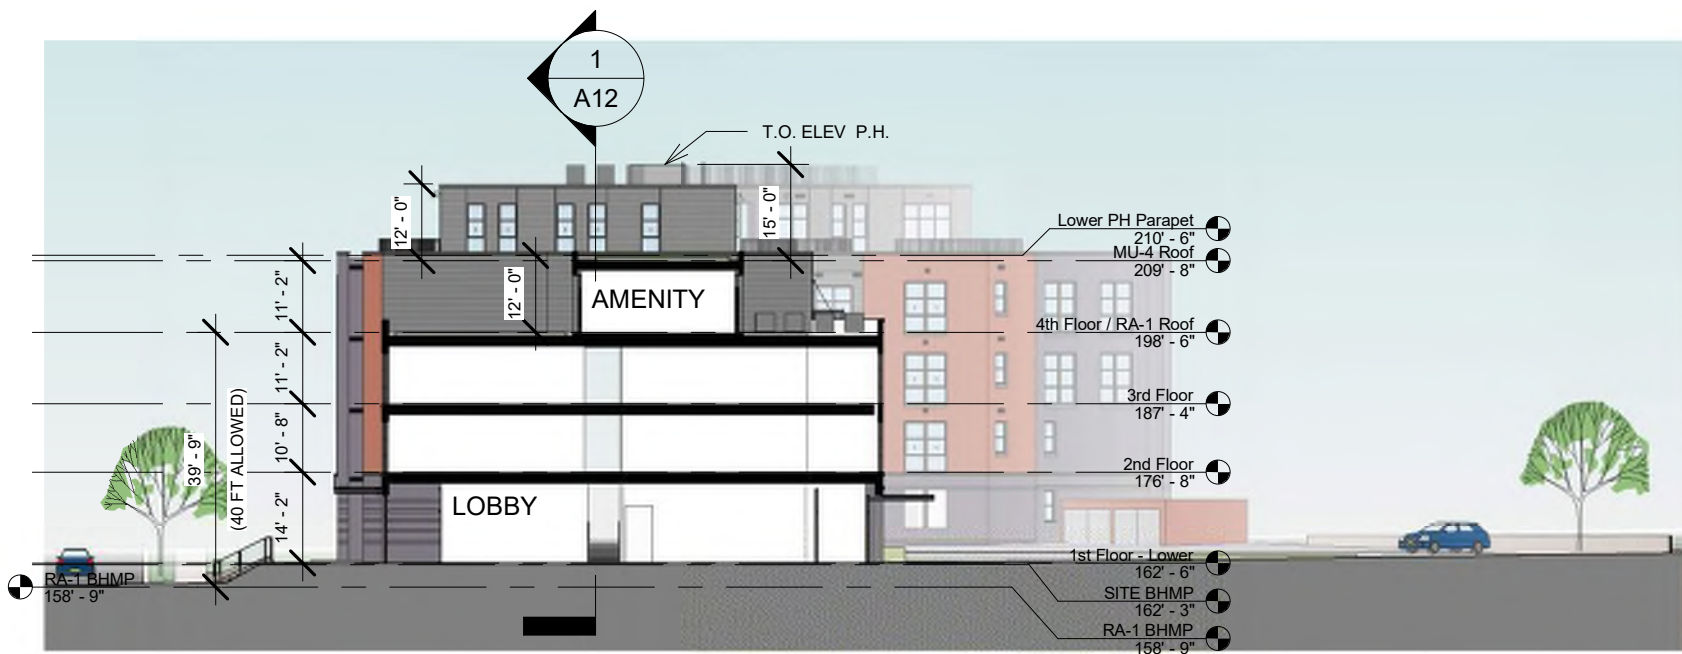 1
A12
T.O. ELEV P.H.
12' - 0"
15' - 0"
Lower PH Parapet
210' - 6"
MU-4 Roof
209' - 8"
11' - 2"
12' - 0"
AMENITY
4th Floor / RA-1 Roof
198' - 6"
11' - 2"
3rd Floor
187' - 4"
39' - 9"
(40 FT ALLOWED)
10' - 8"
2nd Floor
176' - 8"
14' - 2"
LOBBY
1st Floor - Lower
162' - 6"
RA-1 BHMP
158' - 9"
SITE BHMP
162' - 3"
RA-1 BHMP
158' - 9"